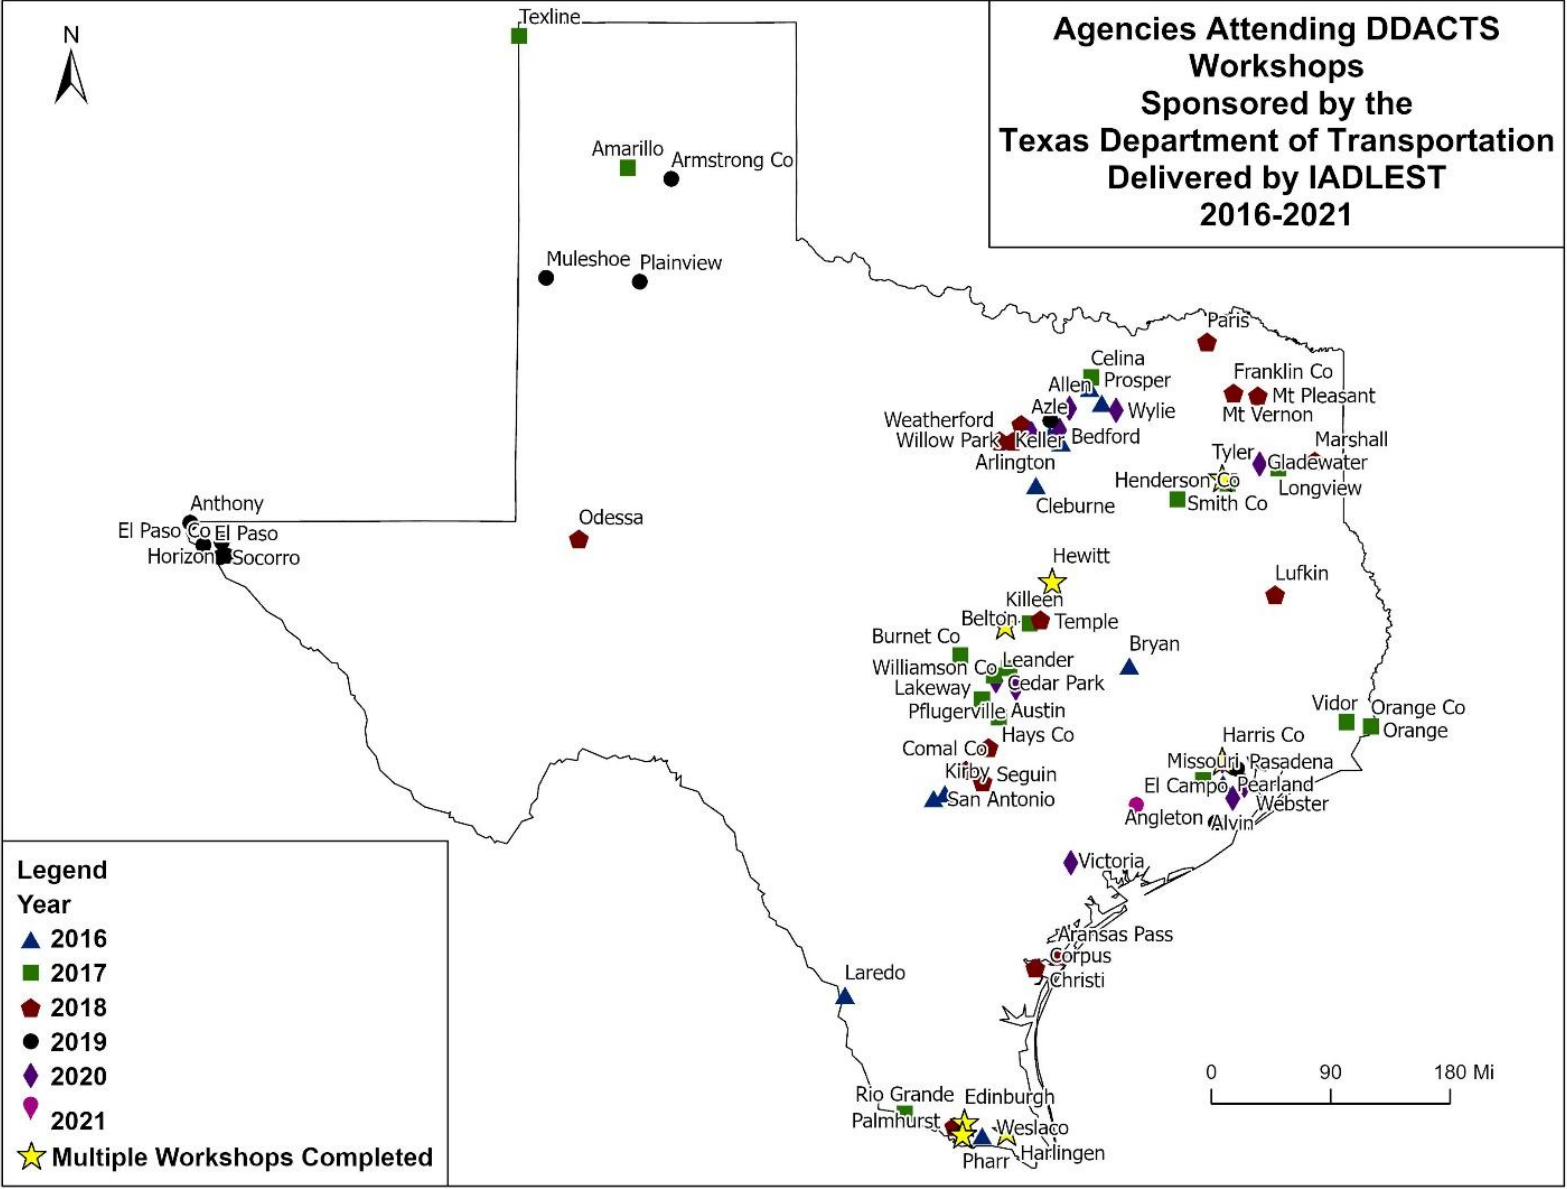 Agencies Attending DDACTS
Workshops
Sponsored by the
Texas Department of Transportation
Delivered by IADLEST
2016-2021
N
Texline
Amarillo
Armstrong Co
Muleshoe
Plainview
Paris
Celina
Franklin Co
Allen
Prosper
Mt Pleasant
Azle
Wylie
Mt Vernon
Weatherford
Willow Park
Keller
Bedford
Marshall
Arlington
Tyler
Gladewater
Henderson Co
Longview
Cleburne
Smith Co
Anthony
El Paso Co
El Paso
Horizon
Socorro
Odessa
Hewitt
Lufkin
Killeen
Belton
Temple
Burnet Co
Bryan
Williamson Co
Leander
Lakeway
Cedar Park
Pflugerville
Austin
Vidor
Orange Co
Orange
Hays Co
Harris Co
Comal Co
Missouri
Pasadena
Kirby
Seguin
El Campo
Pearland
San Antonio
Webster
Angleton
Alvin
Victoria
Aransas Pass
Corpus
Christi
Laredo
Rio Grande
Edinburgh
Palmhurst
Weslaco
Pharr
Harlingen
0 90 180 Mi
Legend
Year
2016
2017
2018
2019
2020
2021
Multiple Workshops Completed